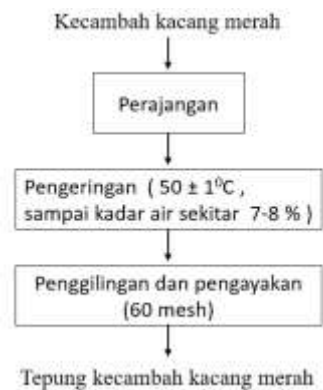 Kecambah kacang merah
Perajangan
Pengeringan ( 50 ± 1⁰C ,
sampai kadar air sekitar 7-8 % )
Penggilingan dan pengayakan
(60 mesh)
Tepung kecambah kacang merah